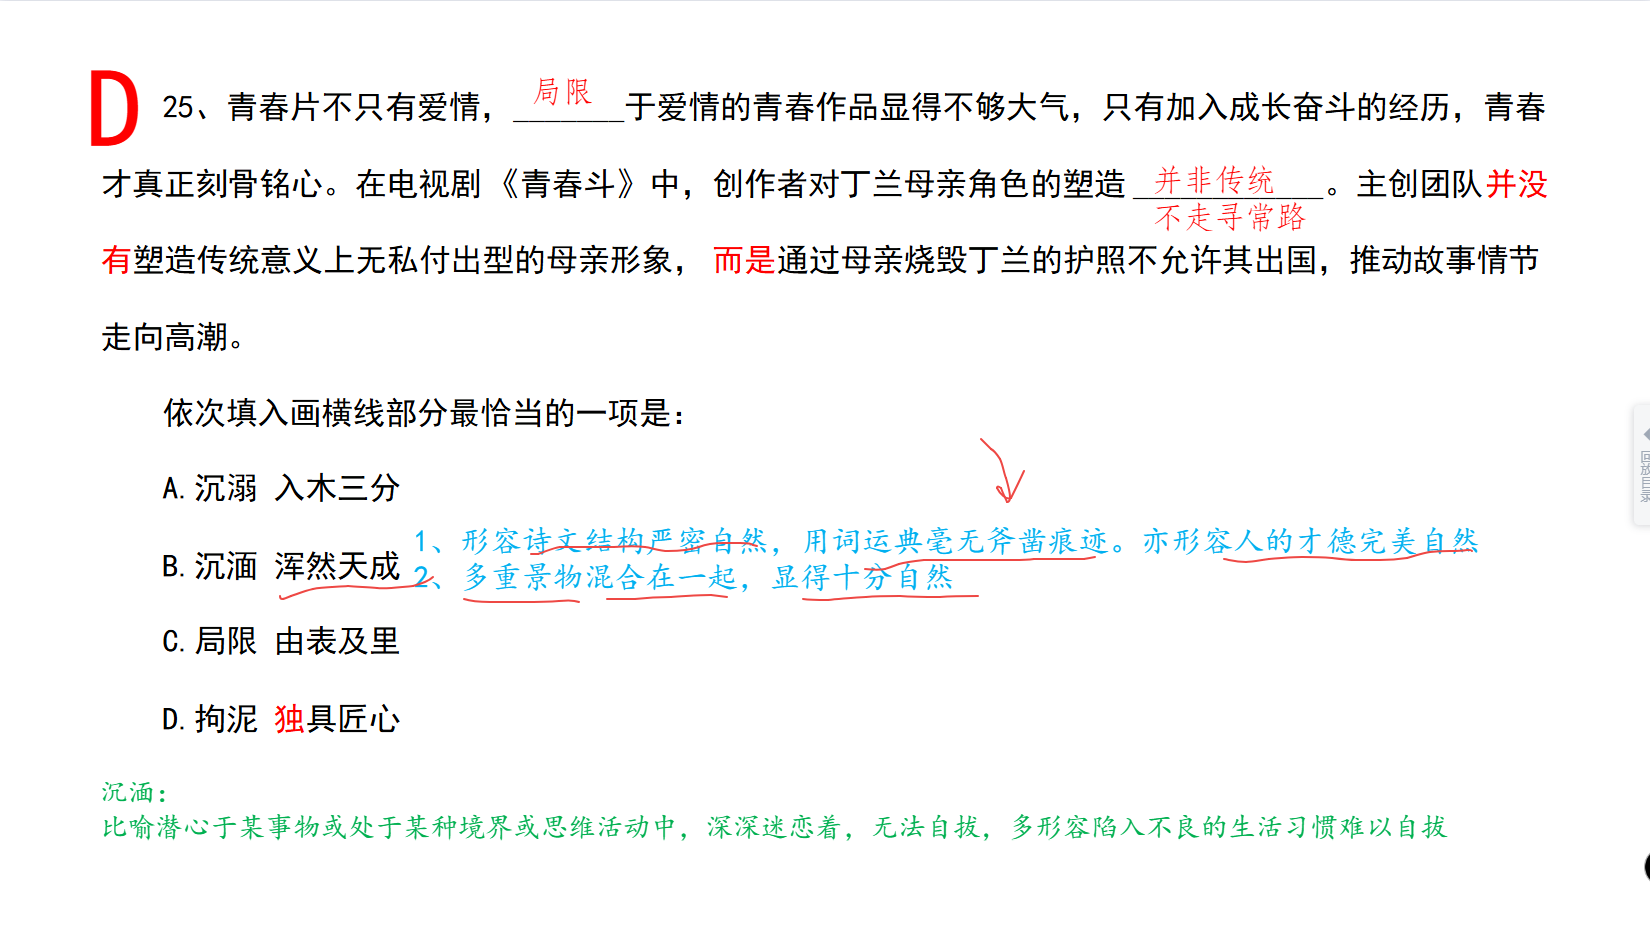 D
局限
25、青春片不只有爱情，_______于爱情的青春作品显得不够大气，只有加入成长奋斗的经历，青春
并非传统
才真正刻骨铭心。在电视剧《青春斗》中，创作者对丁兰母亲角色的塑造____________。主创团队并没
不走寻常路
有塑造传统意义上无私付出型的母亲形象，而是通过母亲烧毁丁兰的护照不允许其出国，推动故事情节
走向高潮。
依次填入画横线部分最恰当的一项是：
A.沉溺 入木三分
1、形容诗文结构严密自然，用词运典毫无斧凿痕迹。亦形容人的才德完美自然
B.沉湎 浑然天成
2、多重景物混合在一起，显得十分自然
C.局限 由表及里
D.拘泥 独具匠心
沉湎：
比喻潜心于某事物或处于某种境界或思维活动中，深深迷恋着，无法自拔，多形容陷入不良的生活习惯难以自拔
回放目录